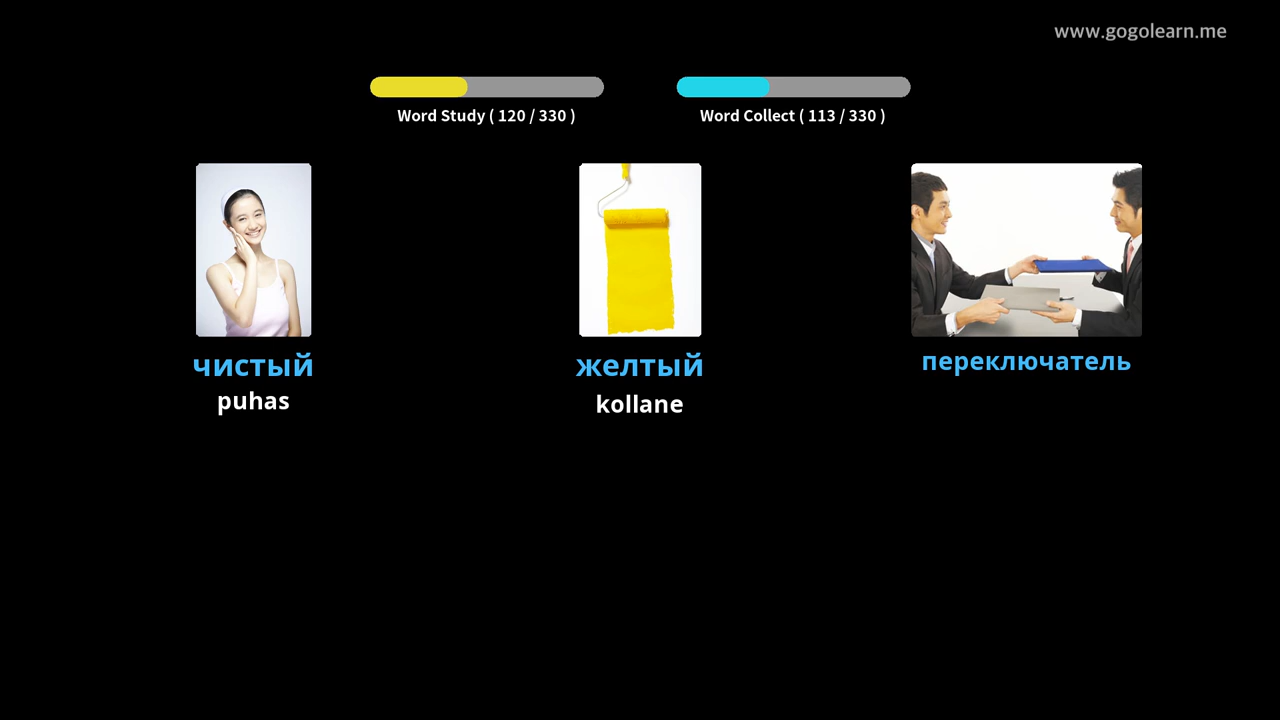 www.gogolearn.me
Word Study ( 120 / 330 )
Word Collect ( 113 / 330 )
чистый
puhas
желтый
kollane
переключатель